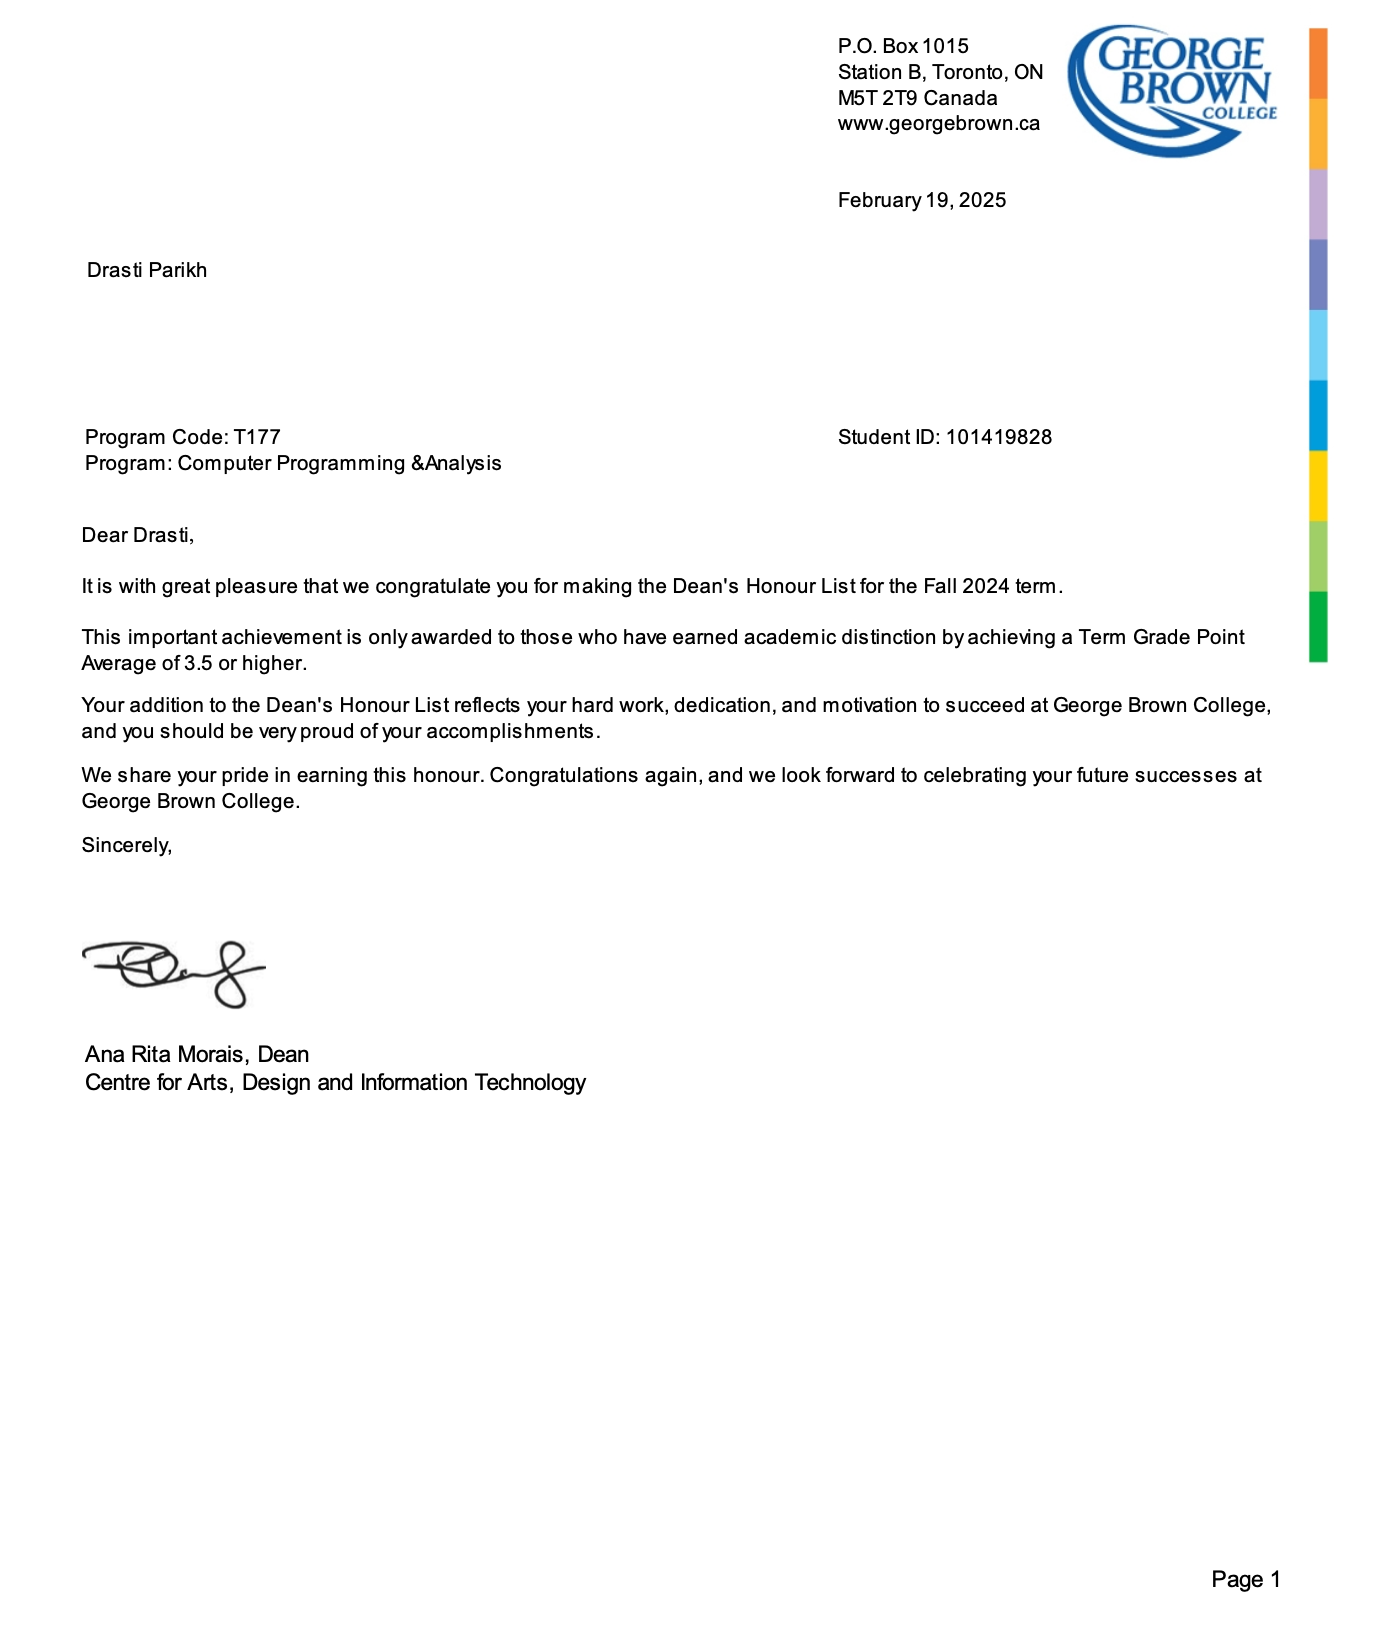 P.O. Box 1015
Station B, Toronto, ON
M5T 2T9 Canada
www.georgebrown.ca
GEORGE
BROWN
COLLEGE
February 19, 2025
Drasti Parikh
Program Code: T177
Student ID: 101419828
Program: Computer Programming &Analysis
Dear Drasti,
It is with great pleasure that we congratulate you for making the Dean's Honour List for the Fall 2024 term.
This important achievement is only awarded to those who have earned academic distinction by achieving a Term Grade Point
Average of 3.5 or higher.
Your addition to the Dean's Honour List reflects your hard work, dedication, and motivation to succeed at George Brown College,
and you should be very proud of your accomplishments.
We share your pride in earning this honour. Congratulations again, and we look forward to celebrating your future successes at
George Brown College.
Sincerely,
Ana Rita Morais, Dean
Centre for Arts, Design and Information Technology
Page 1